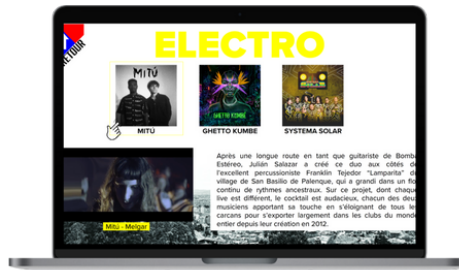 RETOUR
ELECTRO
MITÚ
GHETTO KUMBE
MITÚ
GHETTO KUMBE
SYSTEMA SOLAR
Après une longue route en tant que guitariste de Bomba
Estéreo, Julián Salazar a créé ce duo aux côtés de
l'excellent percussionniste Franklin Tejedor "Lamparita" du
village de San Basilio de Palenque, qui a grandi dans un flot
continu de rythmes ancestraux. Sur ce projet, dont chaque
live est différent, le cocktail est audacieux, chacun des deux
musiciens apportant sa touche en s'éloignant de tous les
carcans pour s'exporter largement dans les clubs du monde
entier depuis leur création en 2012.
Mitú - Melgar